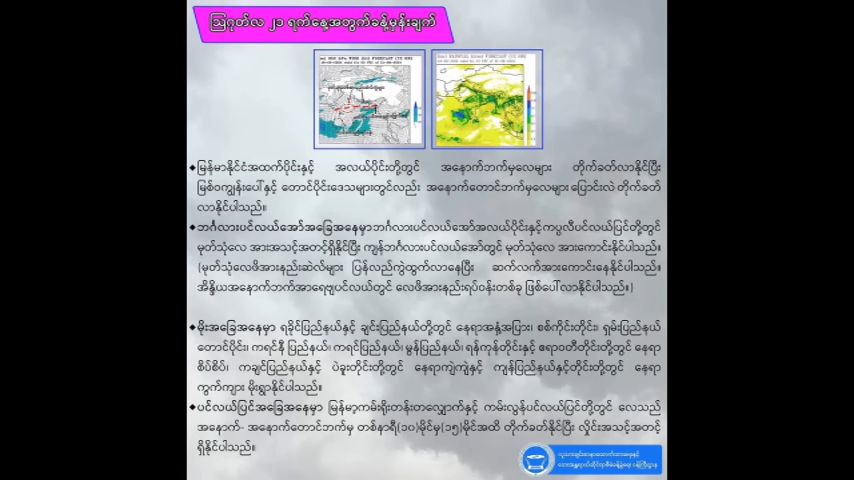 ဩဂုတ်လ ၂၁ ရက်နေ့အတွက်ခန့်မှန်းချက်
◆မြန်မာနိုင်ငံအထက်ပိုင်းနှင့် အလယ်ပိုင်းတို့တွင် အနောက်ဘက်မှလေများ တိုက်ခတ်လာနိုင်ပြီး
မြစ်ဝကျွန်းပေါ်နှင့် တောင်ပိုင်းဒေသများတွင်လည်း အနောက်တောင်ဘက်မှလေများ ပြောင်းလဲ တိုက်ခတ်
လာနိုင်ပါသည်။
◆ဘင်္ဂလားပင်လယ်အော်အခြေအနေမှာဘင်္ဂလားပင်လယ်အော်အလယ်ပိုင်းနှင့်ကပ္ပလီပင်လယ်ပြင်တို့တွင်
မုတ်သုံလေ အားအသင့်အတင့်ရှိနိုင်ပြီး ကျန်ဘင်္ဂလားပင်လယ်အော်တွင် မုတ်သုံလေ အားကောင်းနိုင်ပါသည်။
(မုတ်သုံလေဖိအားနည်းဆဲလ်များ ပြန်လည်ကွဲထွက်လာနေပြီး ဆက်လက်အားကောင်းနေနိုင်ပါသည်။
အိန္ဒိယအနောက်ဘက်အာရေဗျပင်လယ်တွင် လေဖိအားနည်းရပ်ဝန်းတစ်ခု ဖြစ်ပေါ်လာနိုင်ပါသည်။)
◆မိုးအခြေအနေမှာ ရခိုင်ပြည်နယ်နှင့် ချင်းပြည်နယ်တို့တွင် နေရာအနှံ့အပြား၊ စစ်ကိုင်းတိုင်း၊ ရှမ်းပြည်နယ်
တောင်ပိုင်း၊ ကရင်နီ ပြည်နယ်၊ ကရင်ပြည်နယ်၊ မွန်ပြည်နယ်၊ ရန်ကုန်တိုင်းနှင့် ဧရာဝတီတိုင်းတို့တွင် နေရာ
စိပ်စိပ်၊ ကချင်ပြည်နယ်နှင့် ပဲခူးတိုင်းတို့တွင် နေရာကျဲကျဲနှင့် ကျန်ပြည်နယ်နှင့်တိုင်းတို့တွင် နေရာ
ကွက်ကျား မိုးရွာနိုင်ပါသည်။
◆ပင်လယ်ပြင်အခြေအနေမှာ မြန်မာ့ကမ်းရိုးတန်းတလျှောက်နှင့် ကမ်းလွန်ပင်လယ်ပြင်တို့တွင် လေသည်
အနောက်- အနောက်တောင်ဘက်မှ တစ်နာရီ(၁၀)မိုင်မှ(၁၅)မိုင်အထိ တိုက်ခတ်နိုင်ပြီး လှိုင်းအသင့်အတင့်
ရှိနိုင်ပါသည်။